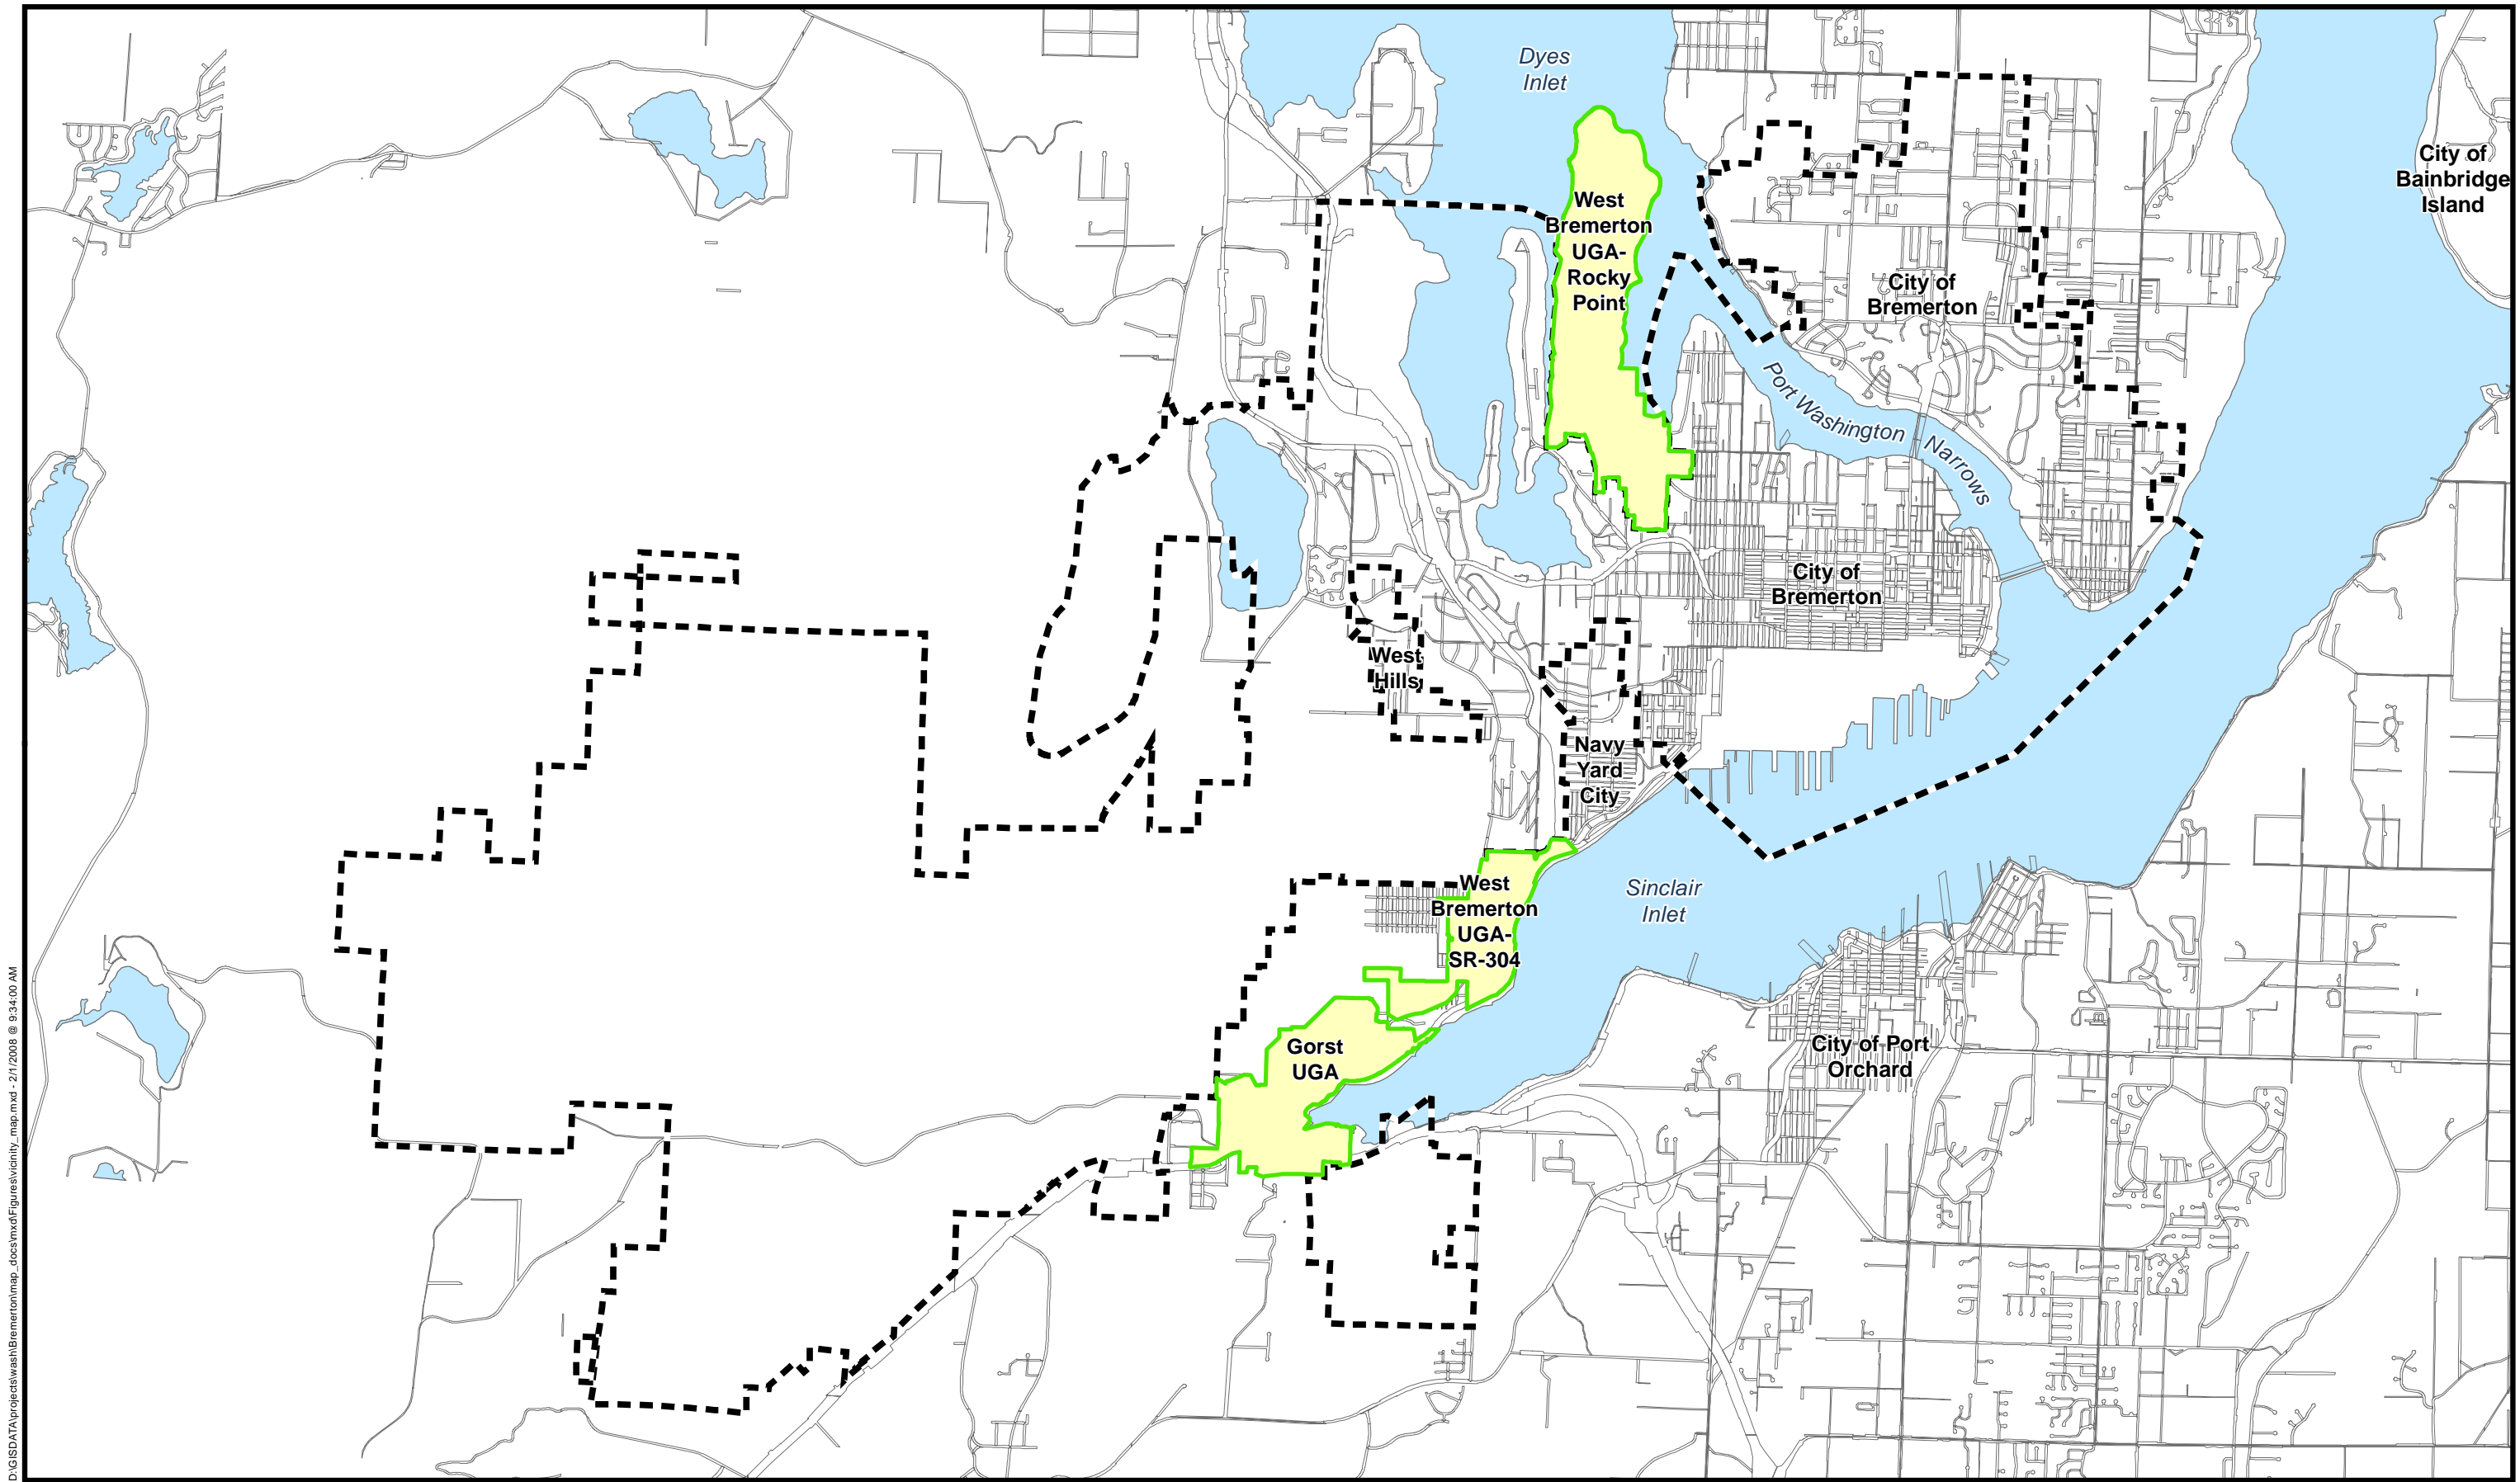 Dyes
Inlet
City of
Bainbridge
Island
West
Bremerton
UGA-
Rocky
Point
City of
Bremerton
Port Washington Narrows
City of
Bremerton
West
Hills
Navy
Yard
City
West
Bremerton
UGA-
SR-304
Sinclair
Inlet
Gorst
UGA
City of Port
Orchard
D:\GISDATA\projects\wash\Bremerton\map_docs\mxd\Figures\vicinity_map.mxd - 2/1/2008 @ 9:34:00 AM